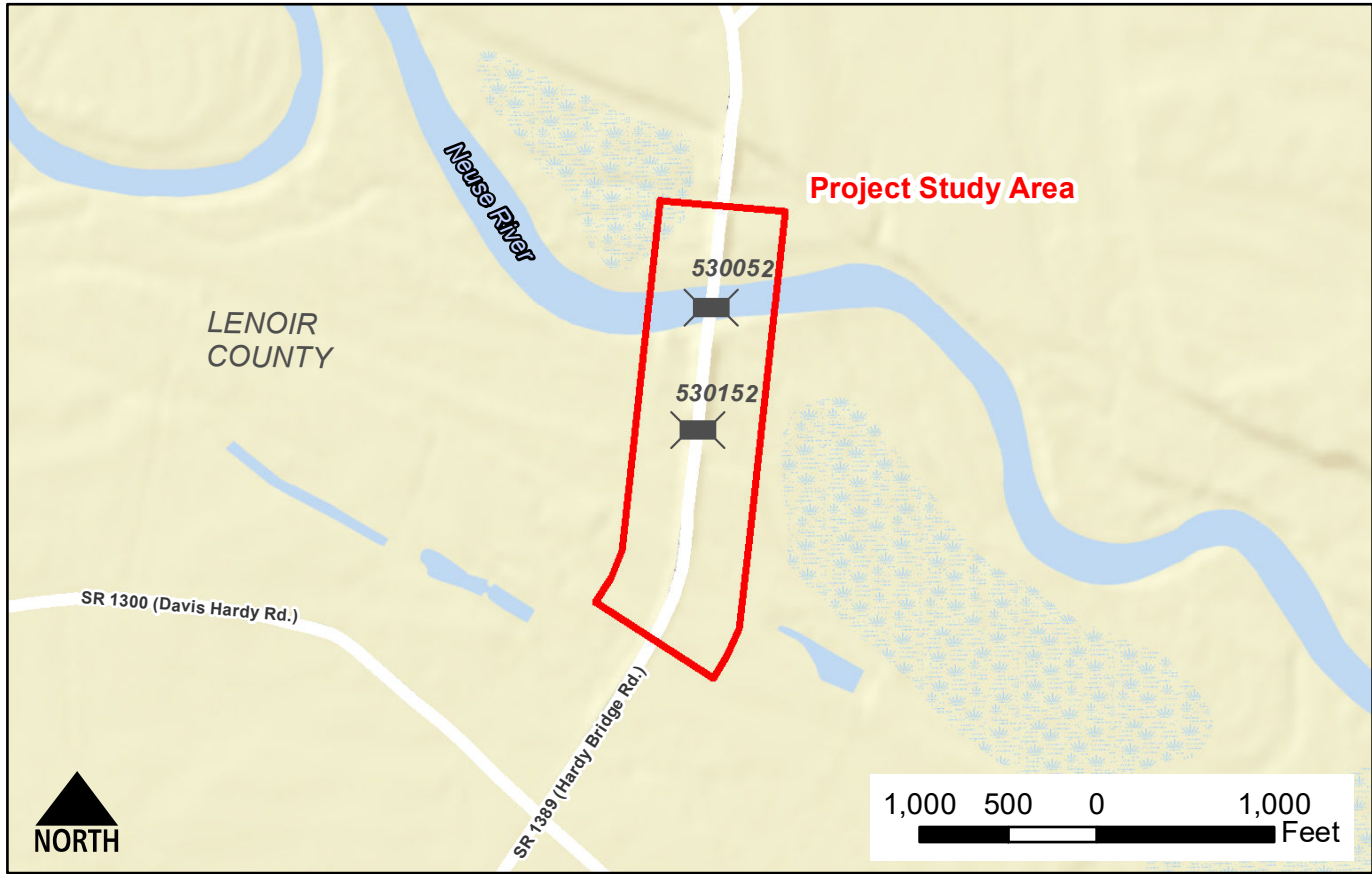 Neuse River
Project Study Area
530052
LENOIR
COUNTY
530152
SR 1300 (Davis Hardy Rd.)
SR 1389 (Hardy Bridge Rd.)
NORTH
1,000 500 0 1,000
Feet